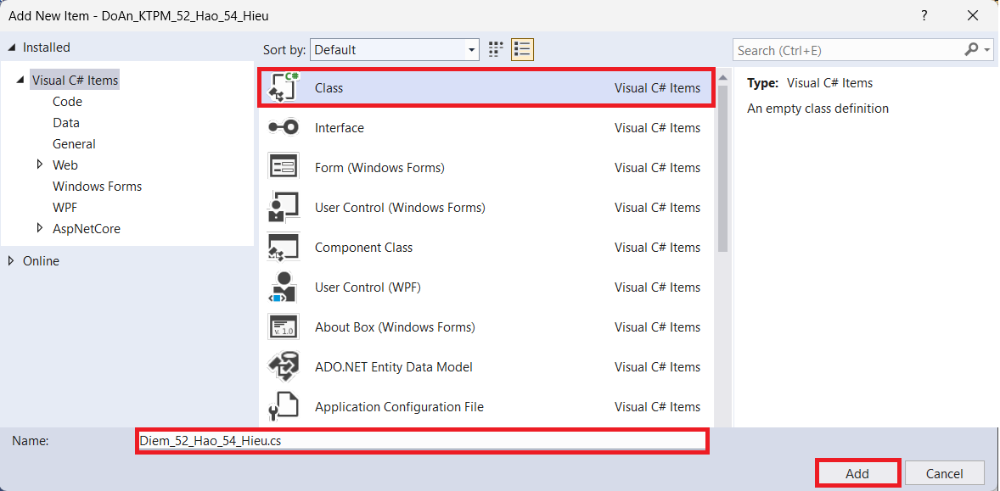 Add New Item - DoAn_KTPM_52_Hao_54_Hieu
?
Installed
Sort by: Default
Search (Ctrl+E)
Visual C# Items
Code
Data
General
Web
Windows Forms
WPF
AspNetCore
Online
C#
Class Visual C# Items
Interface Visual C# Items
Form (Windows Forms) Visual C# Items
User Control (Windows Forms) Visual C# Items
Component Class Visual C# Items
User Control (WPF) Visual C# Items
v. 1.0
About Box (Windows Forms) Visual C# Items
ADO.NET Entity Data Model Visual C# Items
Application Configuration File Visual C# Items
Type: Visual C# Items
An empty class definition
Name: Diem_52_Hao_54_Hieu.cs
Add Cancel